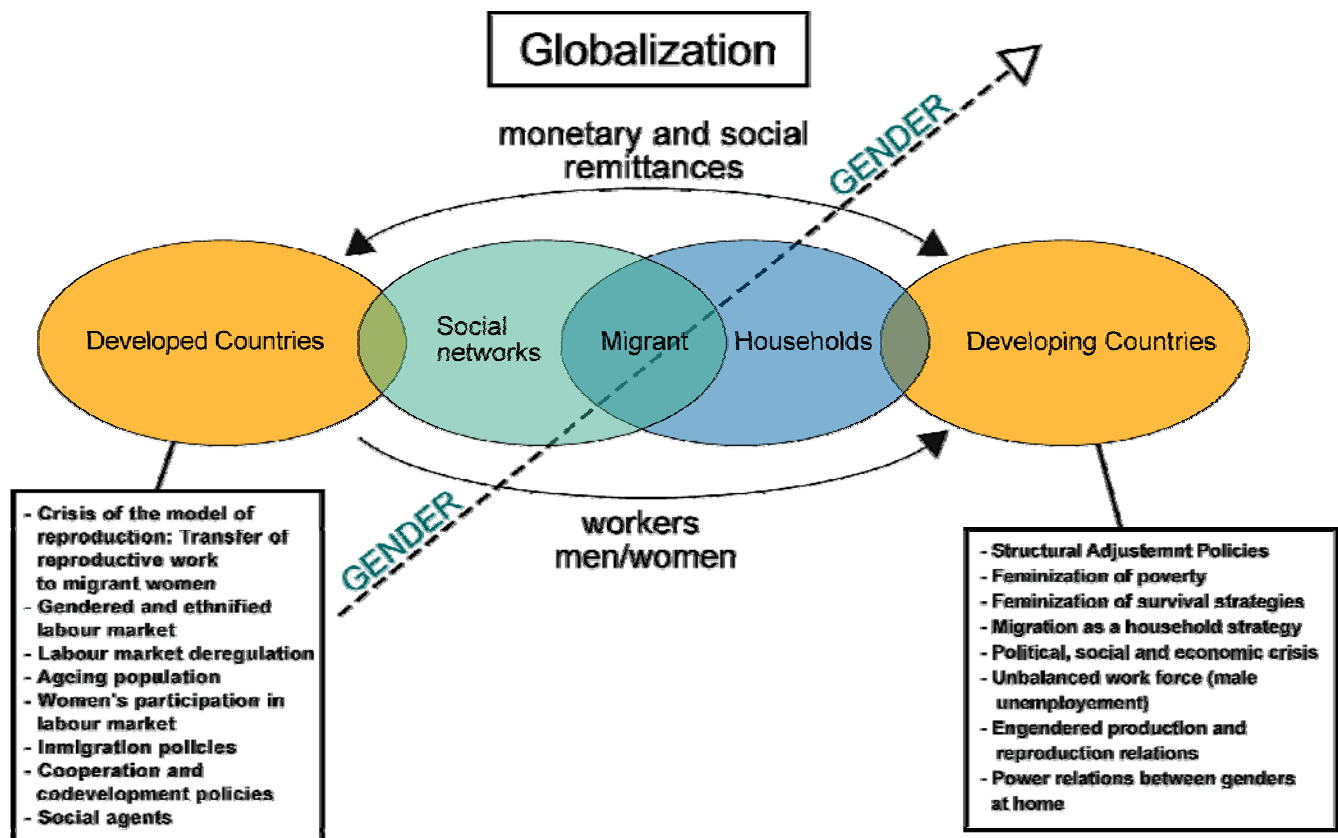 Globalization
monetary and social
remittances
GENDER
Developed Countries
Social
networks
Migrant
Households
Developing Countries
GENDER
workers
men/women
- Crisis of the model of
reproduction: Transfer of
reproductive work
to migrant women
- Gendered and ethnified
labour market
- Labour market deregulation
- Ageing population
- Women's participation in
labour market
- Inmigration policies
- Cooperation and
codevelopment policies
- Social agents
- Structural Adjustemnt Policies
- Feminization of poverty
- Feminization of survival strategies
- Migration as a household strategy
- Political, social and economic crisis
- Unbalanced work force (male
unemployement)
- Engendered production and
reproduction relations
- Power relations between genders
at home